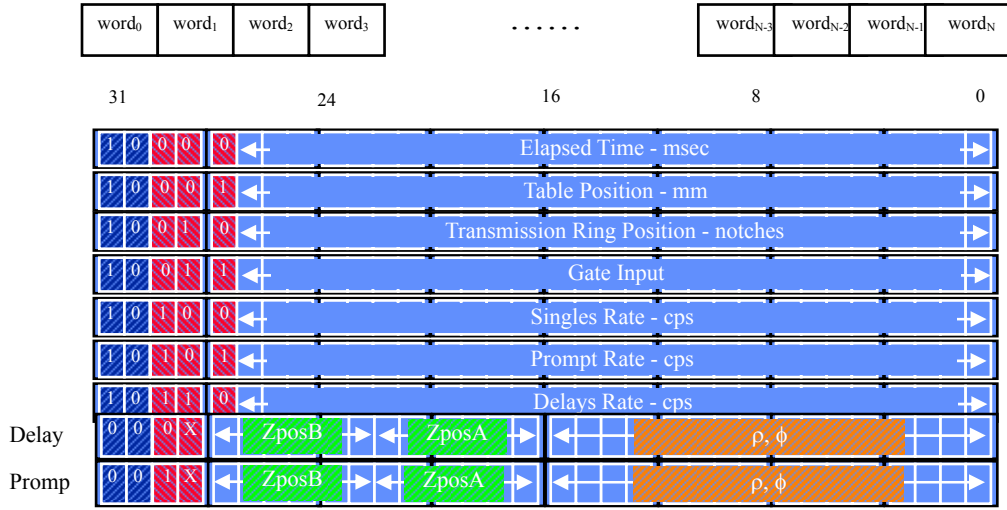 word0 word1 word2 word3 ...... wordN-3 wordN-2 wordN-1 wordN
31 24 16 8 0
1 0 0 0 0 Elapsed Time - msec
1 0 0 0 1 Table Position - mm
1 0 0 1 0 Transmission Ring Position - notches
1 0 0 1 1 Gate Input
1 0 1 0 0 Singles Rate - cps
1 0 1 0 1 Prompt Rate - cps
1 0 1 1 0 Delays Rate - cps
Delay 0 0 0 X ZposB ZposA ρ, ϕ
Promp 0 0 1 X ZposB ZposA ρ, ϕ